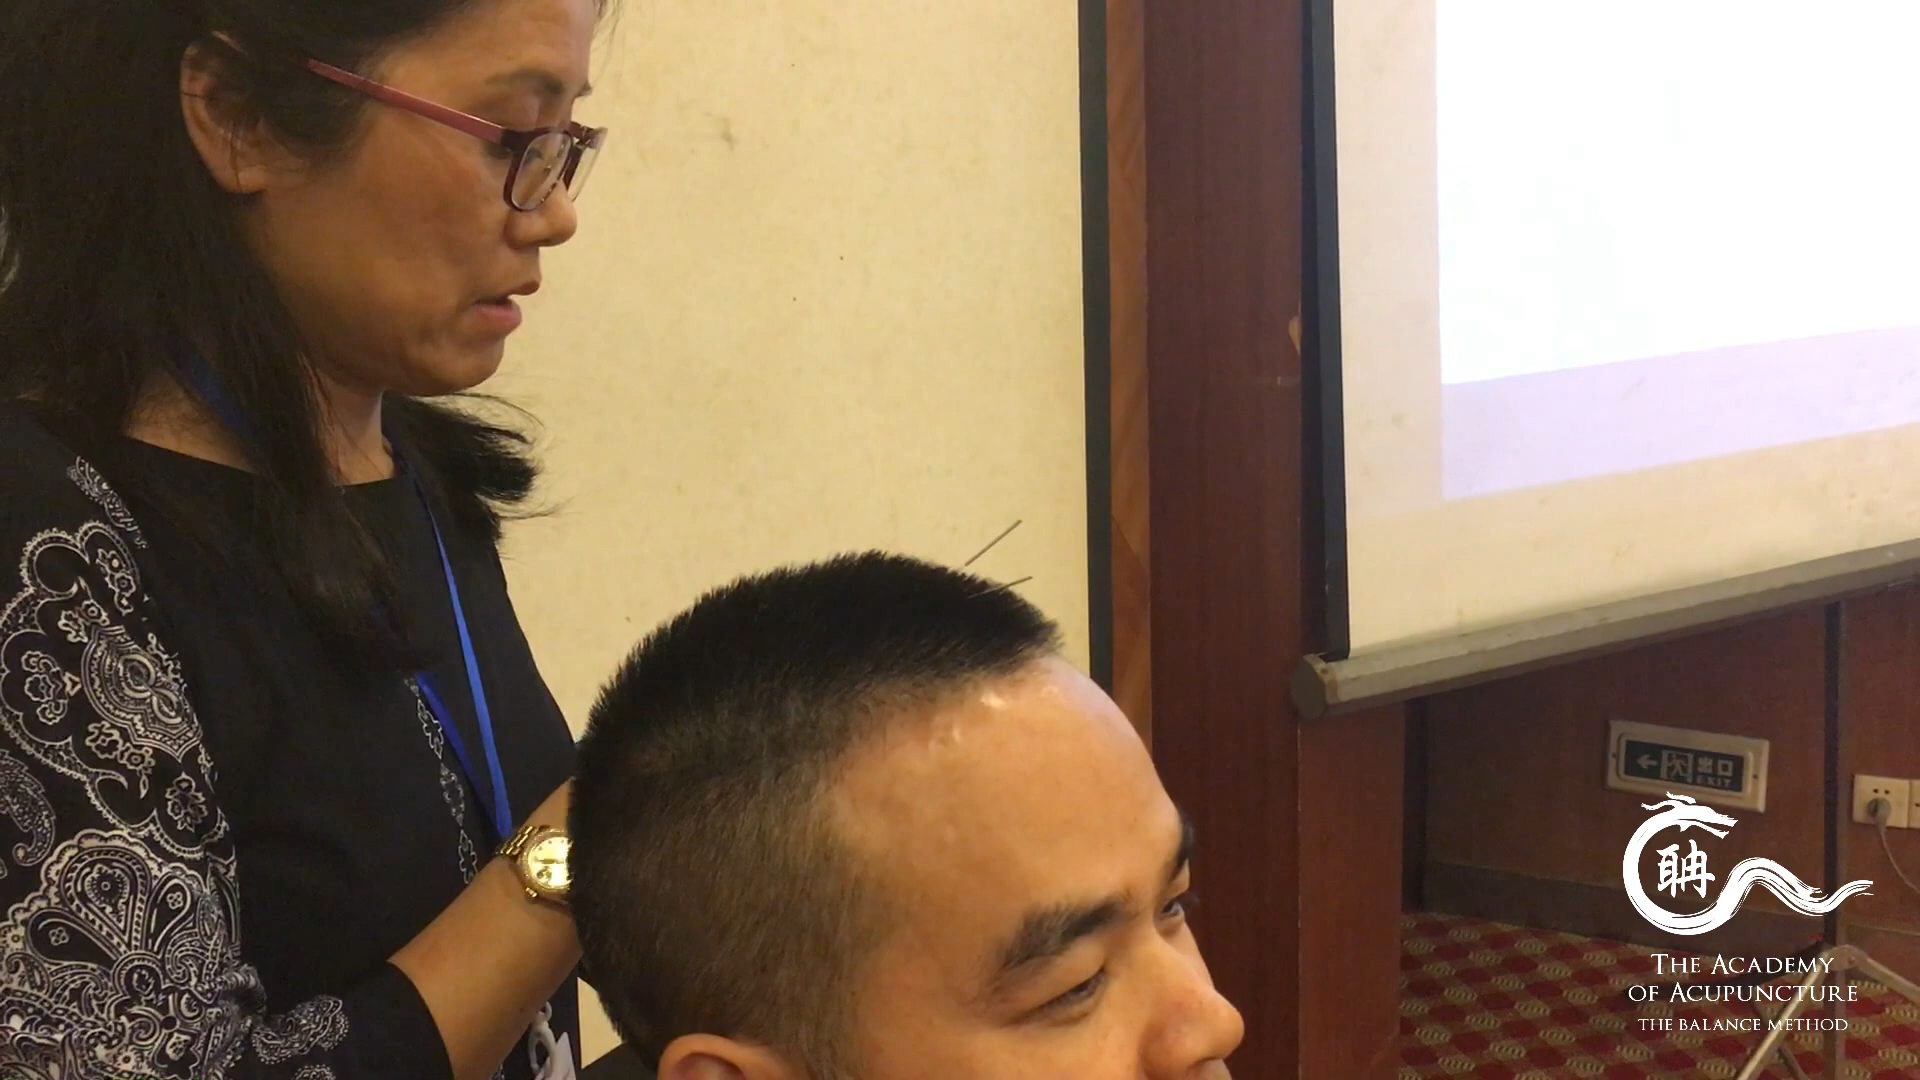 出口
EXIT
聃
THE ACADEMY
OF ACUPUNCTURE
THE BALANCE METHOD